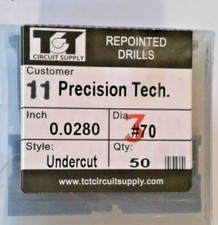 TCT
CIRCUIT SUPPLY
REPOINTED
DRILLS
Customer
11 Precision Tech.
Inch
Dia.
0.0280
3
#70
Style:
Qty:
Undercut
50
www.tctcircuitsupply.com